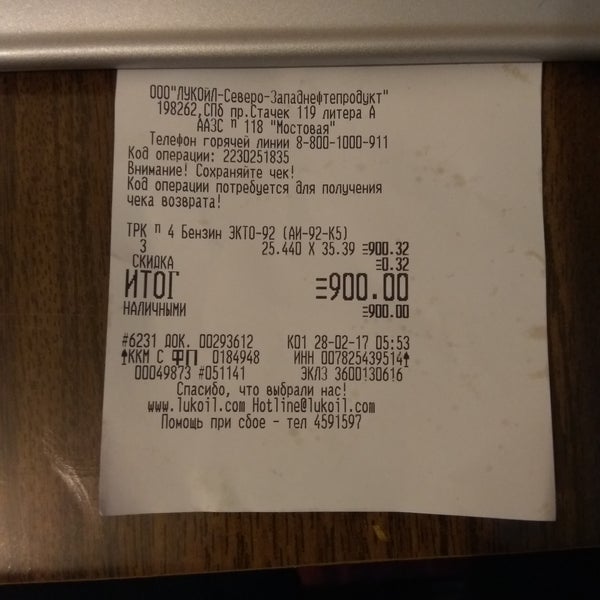 ООО"ЛУКОЙЛ-Северо-Западнефтепродукт"
198262,СПб пр.Стачек 119 литера А
ААЗС п 118 "Мостовая"
Телефон горячей линии 8-800-1000-911
Код операции: 2230251835
Внимание! Сохраняйте чек!
Код операции потребуется для получения
чека возврата!
ТРК п 4 Бензин ЭКТО-92 (АИ-92-К5)
3 25.440 X 35.39 ≡900.32
СКИДКА ≡0.32
ИТОГ ≡900.00
НАЛИЧНЫМИ ≡900.00
#6231 ДОК. 00293612 К01 28-02-17 05:53
↑ККМ С ФП 0184948 ИНН 007825439514↑
00049873 #051141 ЭКЛЗ 3600130616
Спасибо, что выбрали нас!
www.lukoil.com Hotline@lukoil.com
Помощь при сбое - тел 4591597